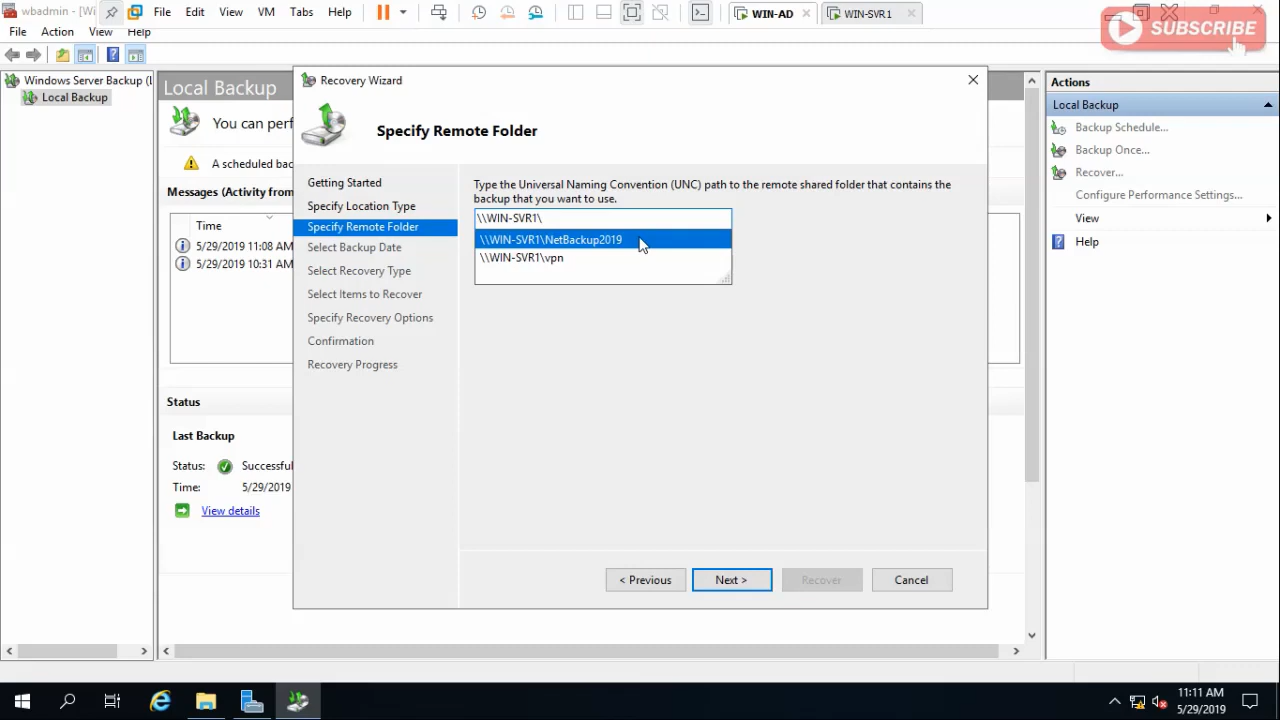 wbadmin - [Wi
File Edit View VM Tabs Help
WIN-AD
WIN-SVR1
SUBSCRIBE
File Action View Help
Windows Server Backup (L
Local Backup
Local Backup
You can perf
A scheduled bac
Messages (Activity from
Time
5/29/2019 11:08 AM
5/29/2019 10:31 AM
Status
Last Backup
Status: Successful
Time: 5/29/2019
View details
Recovery Wizard
Specify Remote Folder
Getting Started
Specify Location Type
Specify Remote Folder
Select Backup Date
Select Recovery Type
Select Items to Recover
Specify Recovery Options
Confirmation
Recovery Progress
Type the Universal Naming Convention (UNC) path to the remote shared folder that contains the
backup that you want to use.
\\WIN-SVR1\
\\WIN-SVR1\NetBackup2019
\\WIN-SVR1\vpn
< Previous
Next >
Recover
Cancel
Actions
Local Backup
Backup Schedule...
Backup Once...
Recover...
Configure Performance Settings...
View
Help
11:11 AM
5/29/2019